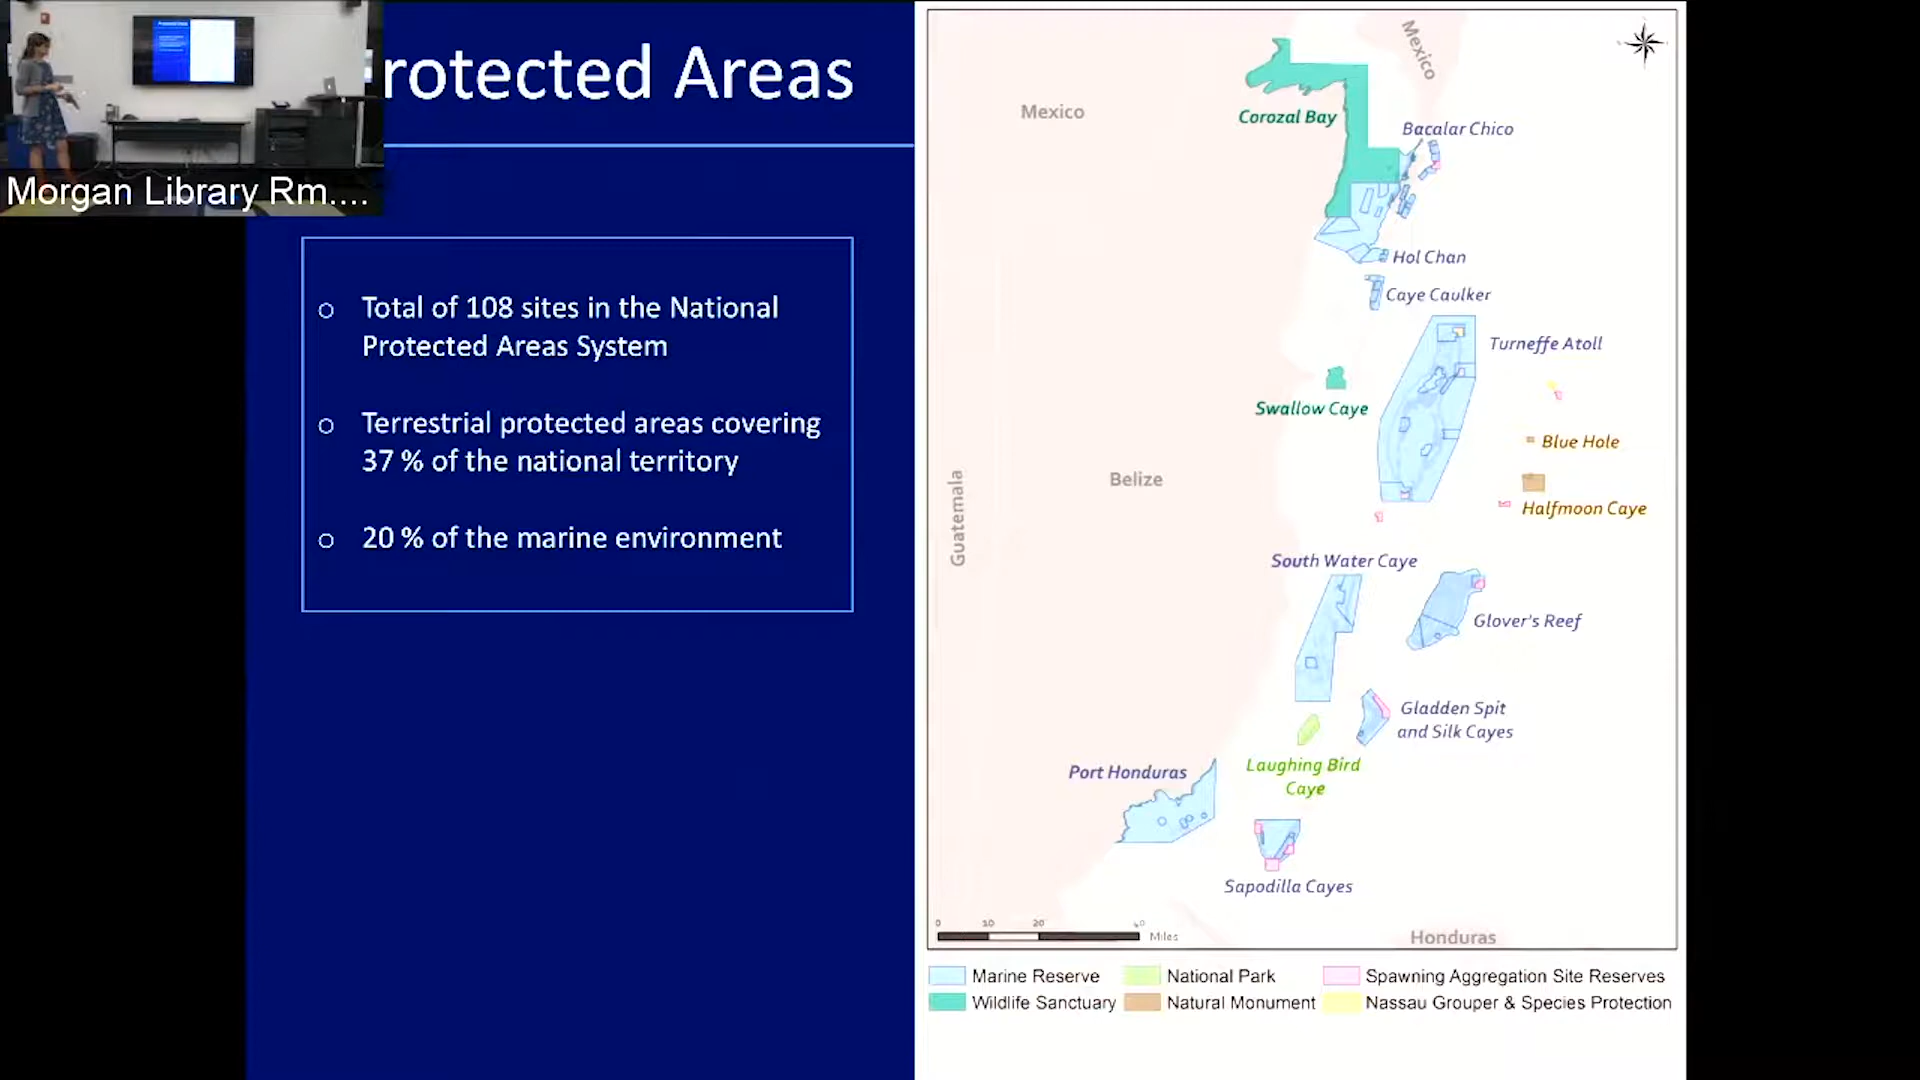 rotected Areas
Morgan Library Rm....
Total of 108 sites in the National
Protected Areas System
Terrestrial protected areas covering
37 % of the national territory
20 % of the marine environment
Mexico
Mexico
Corozal Bay
Bacalar Chico
Hol Chan
Caye Caulker
Turneffe Atoll
Swallow Caye
Blue Hole
Belize
Guatemala
Halfmoon Caye
South Water Caye
Glover's Reef
Gladden Spit
and Silk Cayes
Port Honduras
Laughing Bird
Caye
Sapodilla Cayes
0 10 20 40
Miles
Honduras
Marine Reserve
National Park
Spawning Aggregation Site Reserves
Wildlife Sanctuary
Natural Monument
Nassau Grouper & Species Protection